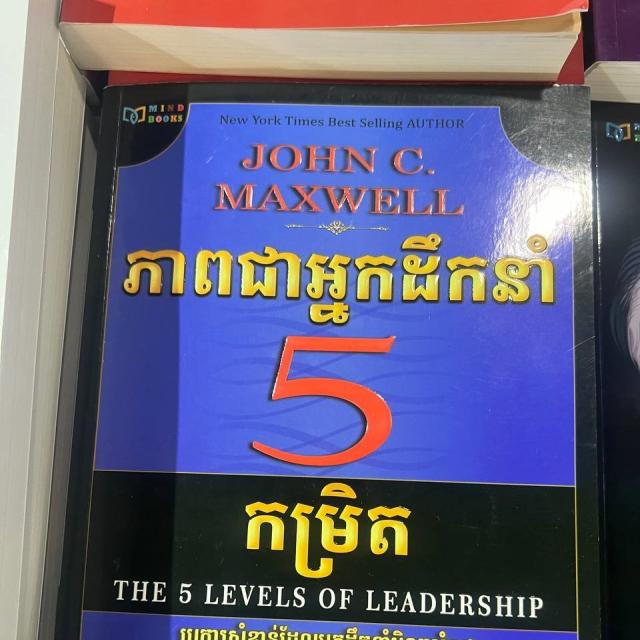 MIND
BOOKS
New York Times Best Selling AUTHOR
JOHN C.
MAXWELL
ភាពជាអ្នកដឹកនាំ
5
កម្រិត
THE 5 LEVELS OF LEADERSHIP